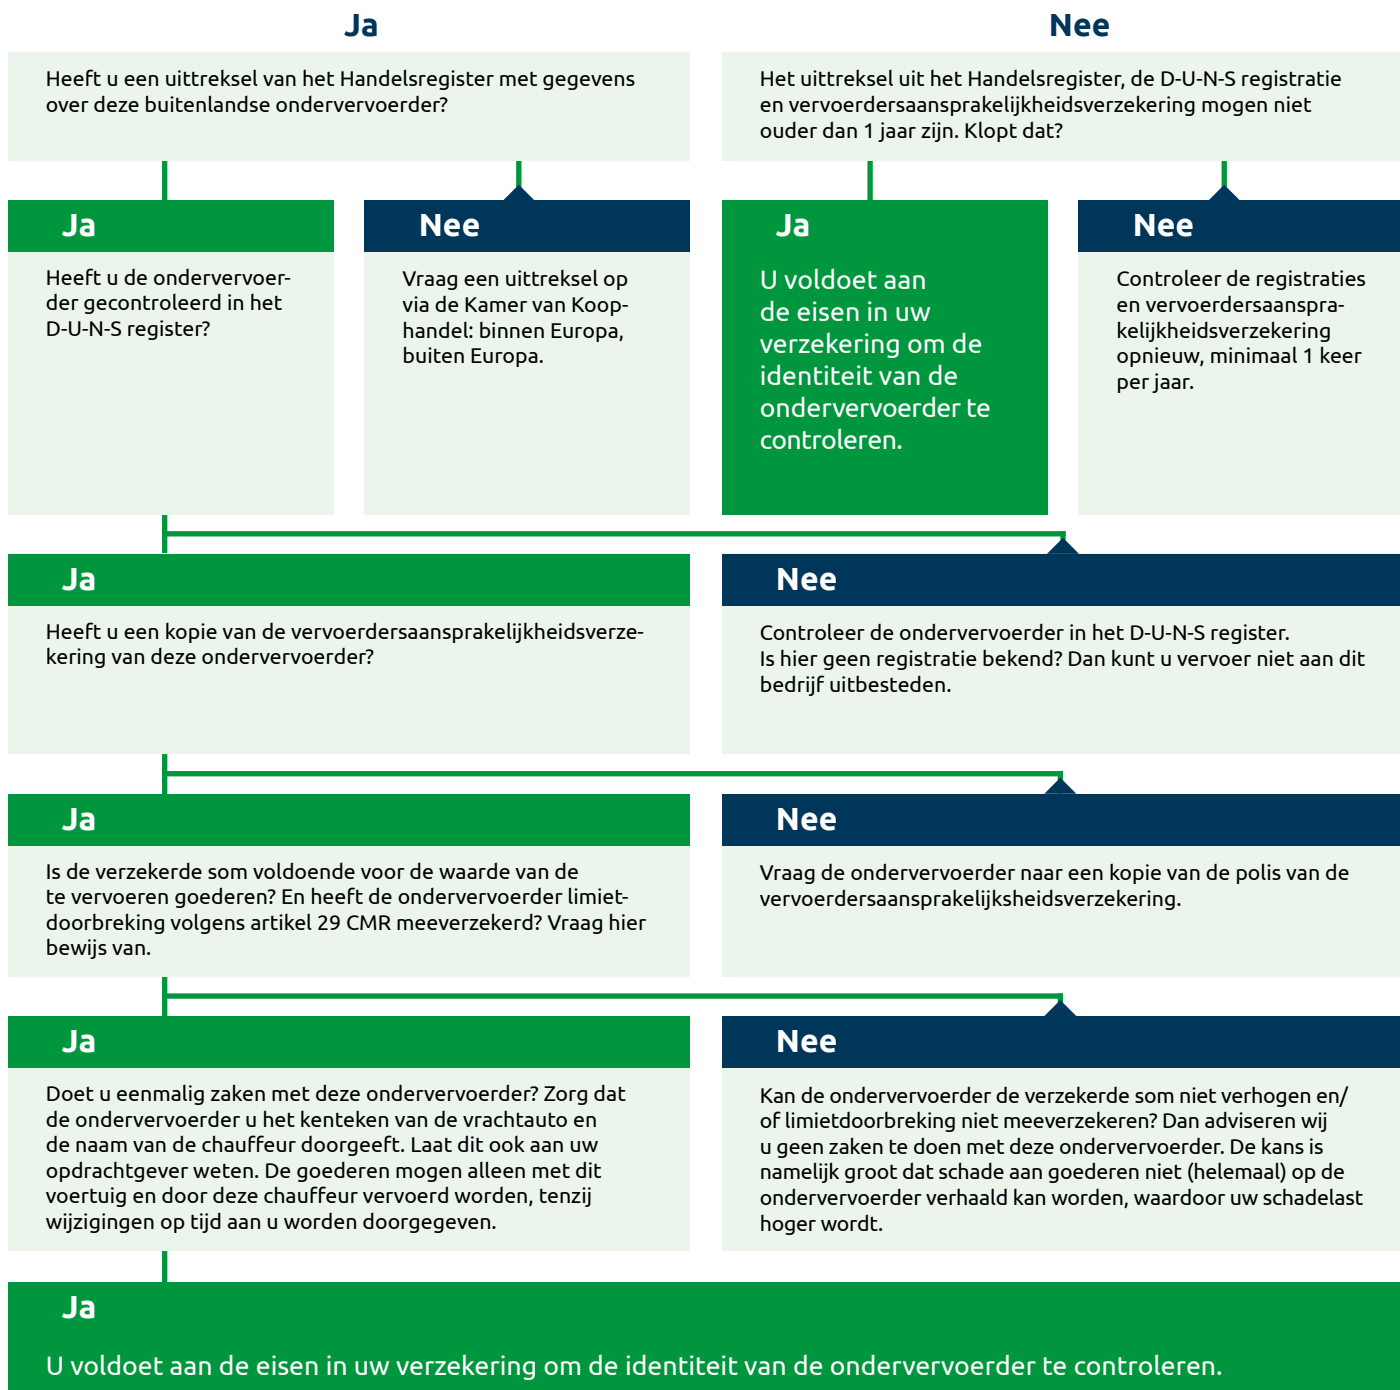 Ja
Nee
Heeft u een uittreksel van het Handelsregister met gegevens
over deze buitenlandse ondervervoerder?
Het uittreksel uit het Handelsregister, de D-U-N-S registratie
en vervoerdersaansprakelijkheidsverzekering mogen niet
ouder dan 1 jaar zijn. Klopt dat?
Ja
Heeft u de ondervervoer-
der gecontroleerd in het
D-U-N-S register?
Nee
Vraag een uittreksel op
via de Kamer van Koop-
handel: binnen Europa,
buiten Europa.
Ja
U voldoet aan
de eisen in uw
verzekering om de
identiteit van de
ondervervoerder te
controleren.
Nee
Controleer de registraties
en vervoerdersaanspra-
kelijkheidsverzekering
opnieuw, minimaal 1 keer
per jaar.
Ja
Heeft u een kopie van de vervoerdersaansprakelijkheidsverze-
kering van deze ondervervoerder?
Nee
Controleer de ondervervoerder in het D-U-N-S register.
Is hier geen registratie bekend? Dan kunt u vervoer niet aan dit
bedrijf uitbesteden.
Ja
Is de verzekerde som voldoende voor de waarde van de
te vervoeren goederen? En heeft de ondervervoerder limiet-
doorbreking volgens artikel 29 CMR meeverzekerd? Vraag hier
bewijs van.
Nee
Vraag de ondervervoerder naar een kopie van de polis van de
vervoerdersaansprakelijksheidsverzekering.
Ja
Doet u eenmalig zaken met deze ondervervoerder? Zorg dat
de ondervervoerder u het kenteken van de vrachtauto en
de naam van de chauffeur doorgeeft. Laat dit ook aan uw
opdrachtgever weten. De goederen mogen alleen met dit
voertuig en door deze chauffeur vervoerd worden, tenzij
wijzigingen op tijd aan u worden doorgegeven.
Nee
Kan de ondervervoerder de verzekerde som niet verhogen en/
of limietdoorbreking niet meeverzekeren? Dan adviseren wij
u geen zaken te doen met deze ondervervoerder. De kans is
namelijk groot dat schade aan goederen niet (helemaal) op de
ondervervoerder verhaald kan worden, waardoor uw schadelast
hoger wordt.
Ja
U voldoet aan de eisen in uw verzekering om de identiteit van de ondervervoerder te controleren.